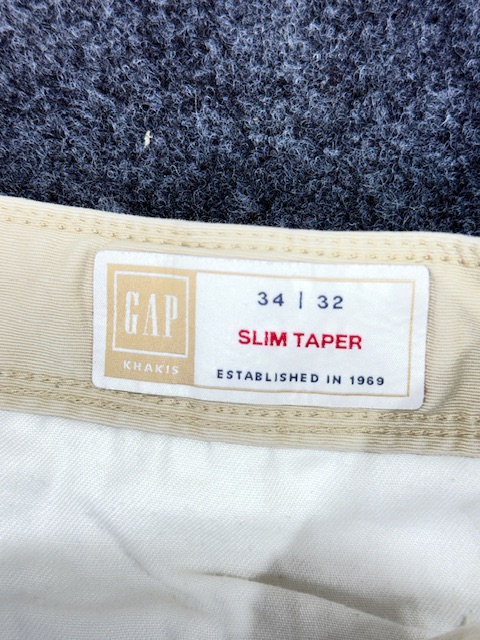 GAP
KHAKIS
34 | 32
SLIM TAPER
ESTABLISHED IN 1969